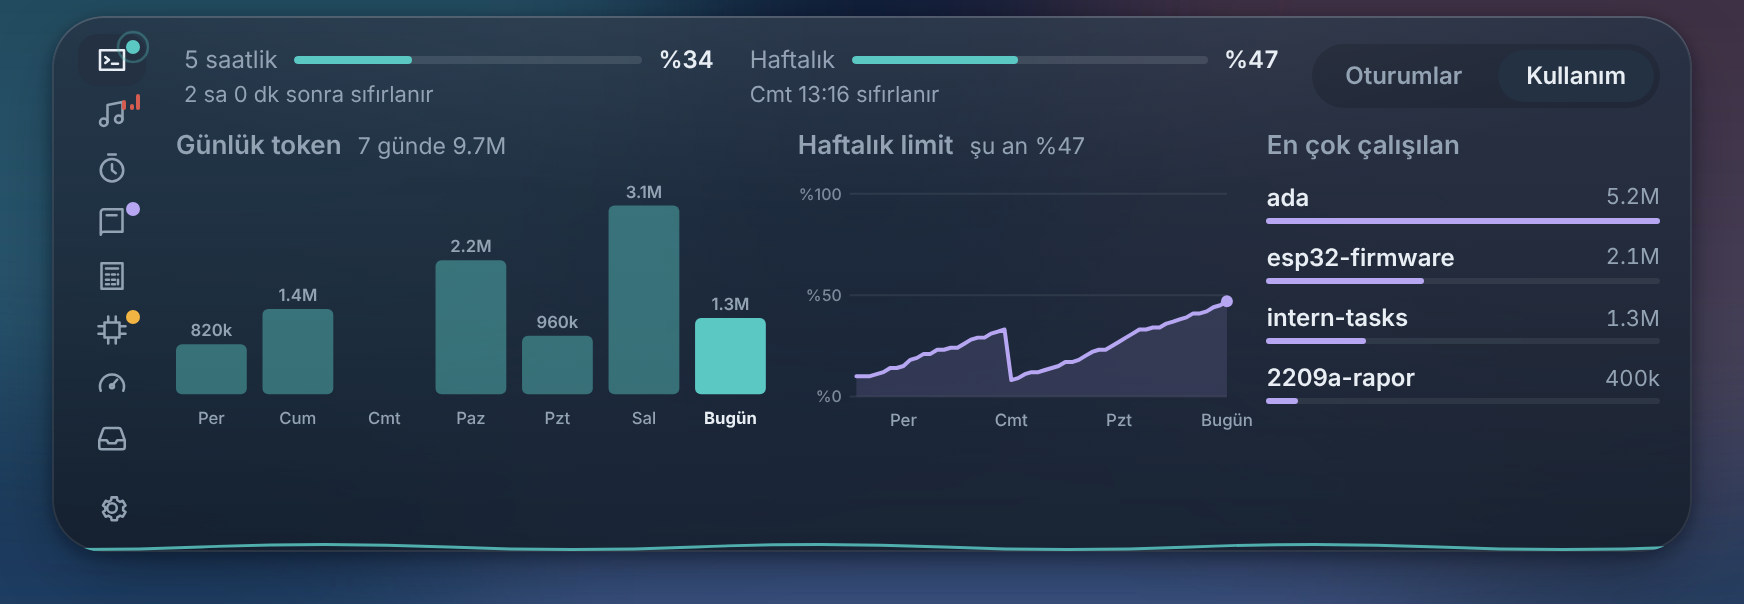 5 saatlik %34
2 sa 0 dk sonra sıfırlanır
Haftalık %47
Cmt 13:16 sıfırlanır
Oturumlar Kullanım
Günlük token 7 günde 9.7M
820k 1.4M 2.2M 960k 3.1M 1.3M
Per Cum Cmt Paz Pzt Sal Bugün
Haftalık limit şu an %47
%100
%50
%0
Per Cmt Pzt Bugün
En çok çalışılan
ada 5.2M
esp32-firmware 2.1M
intern-tasks 1.3M
2209a-rapor 400k